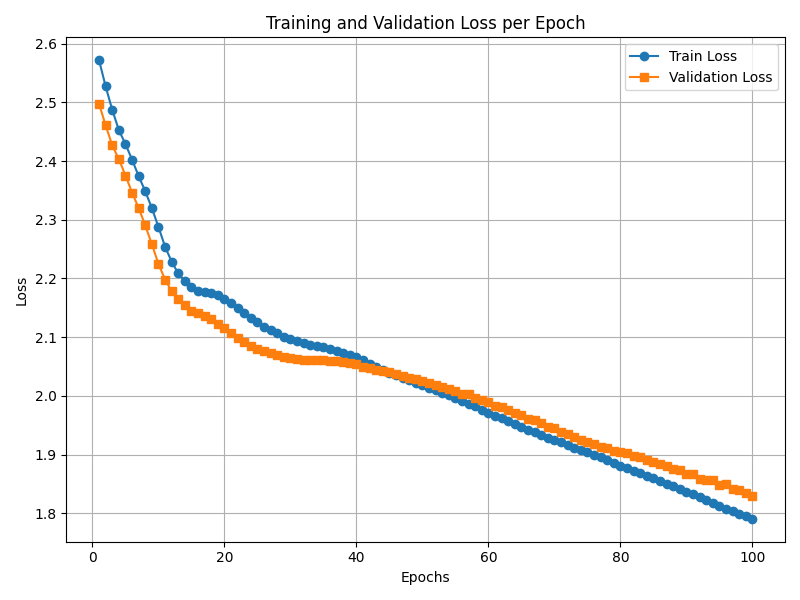 Training and Validation Loss per Epoch
Train Loss
Validation Loss
2.6
2.5
2.4
2.3
2.2
2.1
2.0
1.9
1.8
Loss
0 20 40 60 80 100
Epochs